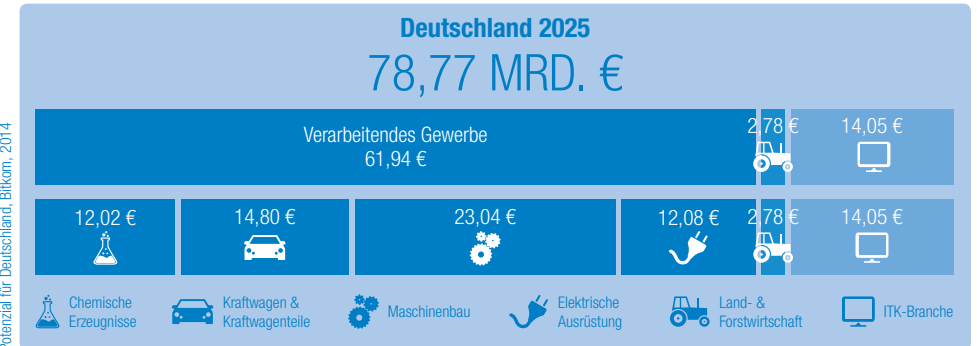 Deutschland 2025
78,77 MRD. €
Verarbeitendes Gewerbe
61,94 €
2,78 €
14,05 €
12,02 €
14,80 €
23,04 €
12,08 €
2,78 €
14,05 €
Chemische
Erzeugnisse
Kraftwagen &
Kraftwagenteile
Maschinenbau
Elektrische
Ausrüstung
Land- &
Forstwirtschaft
ITK-Branche
Potenzial für Deutschland, Bitkom, 2014